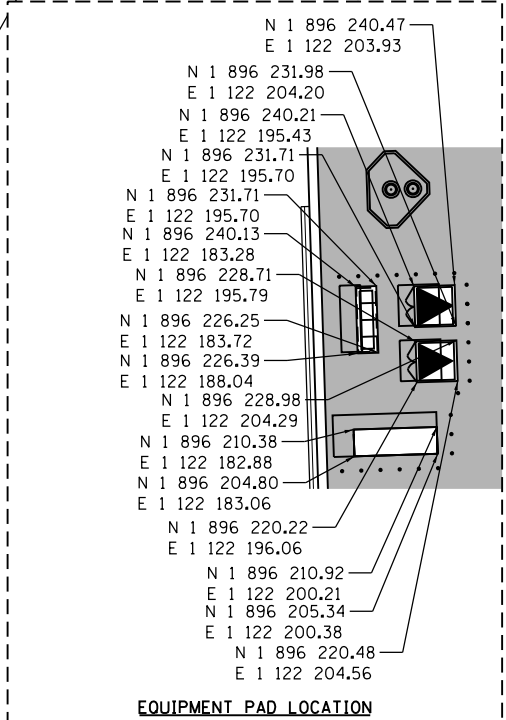 N 1 896 240.47
E 1 122 203.93
N 1 896 231.98
E 1 122 204.20
N 1 896 240.21
E 1 122 195.43
N 1 896 231.71
E 1 122 195.70
N 1 896 231.71
E 1 122 195.70
N 1 896 240.13
E 1 122 183.28
N 1 896 228.71
E 1 122 195.79
N 1 896 226.25
E 1 122 183.72
N 1 896 226.39
E 1 122 188.04
N 1 896 228.98
E 1 122 204.29
N 1 896 210.38
E 1 122 182.88
N 1 896 204.80
E 1 122 183.06
N 1 896 220.22
E 1 122 196.06
N 1 896 210.92
E 1 122 200.21
N 1 896 205.34
E 1 122 200.38
N 1 896 220.48
E 1 122 204.56
EQUIPMENT PAD LOCATION